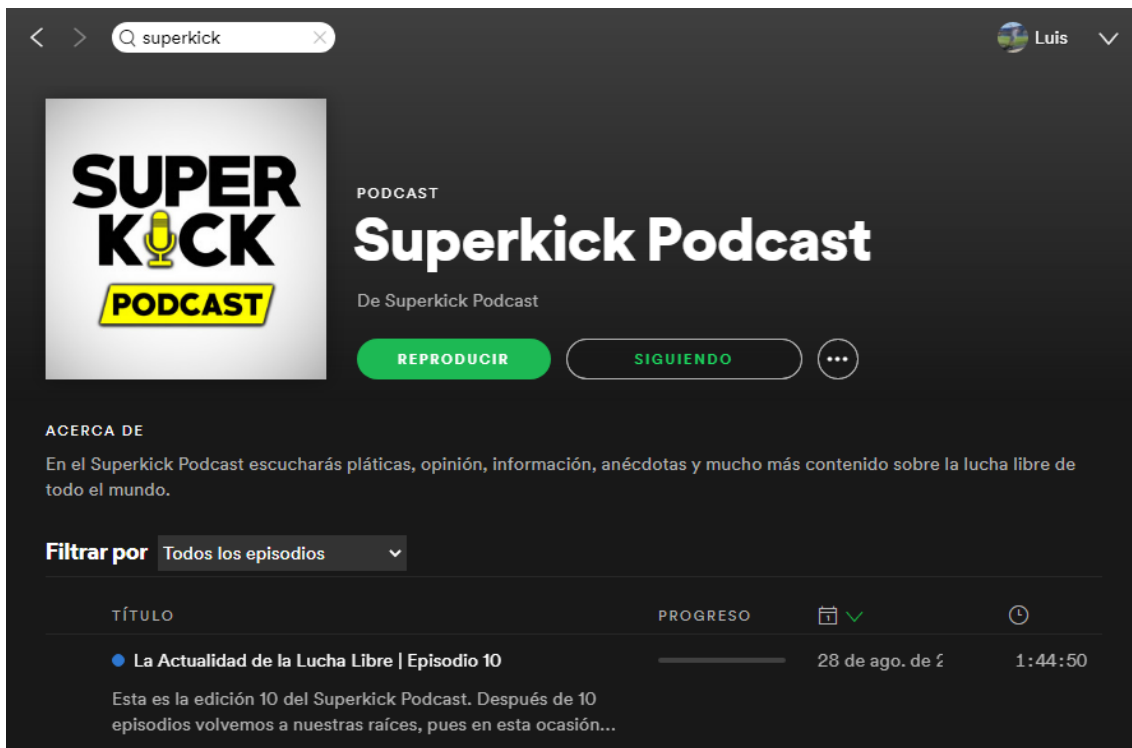 superkick
Luis
SUPER
KICK
PODCAST
PODCAST
Superkick Podcast
De Superkick Podcast
REPRODUCIR
SIGUIENDO
ACERCA DE
En el Superkick Podcast escucharás pláticas, opinión, información, anécdotas y mucho más contenido sobre la lucha libre de
todo el mundo.
Filtrar por Todos los episodios
TÍTULO PROGRESO
La Actualidad de la Lucha Libre | Episodio 10 28 de ago. de 2 1:44:50
Esta es la edición 10 del Superkick Podcast. Después de 10
episodios volvemos a nuestras raíces, pues en esta ocasión...